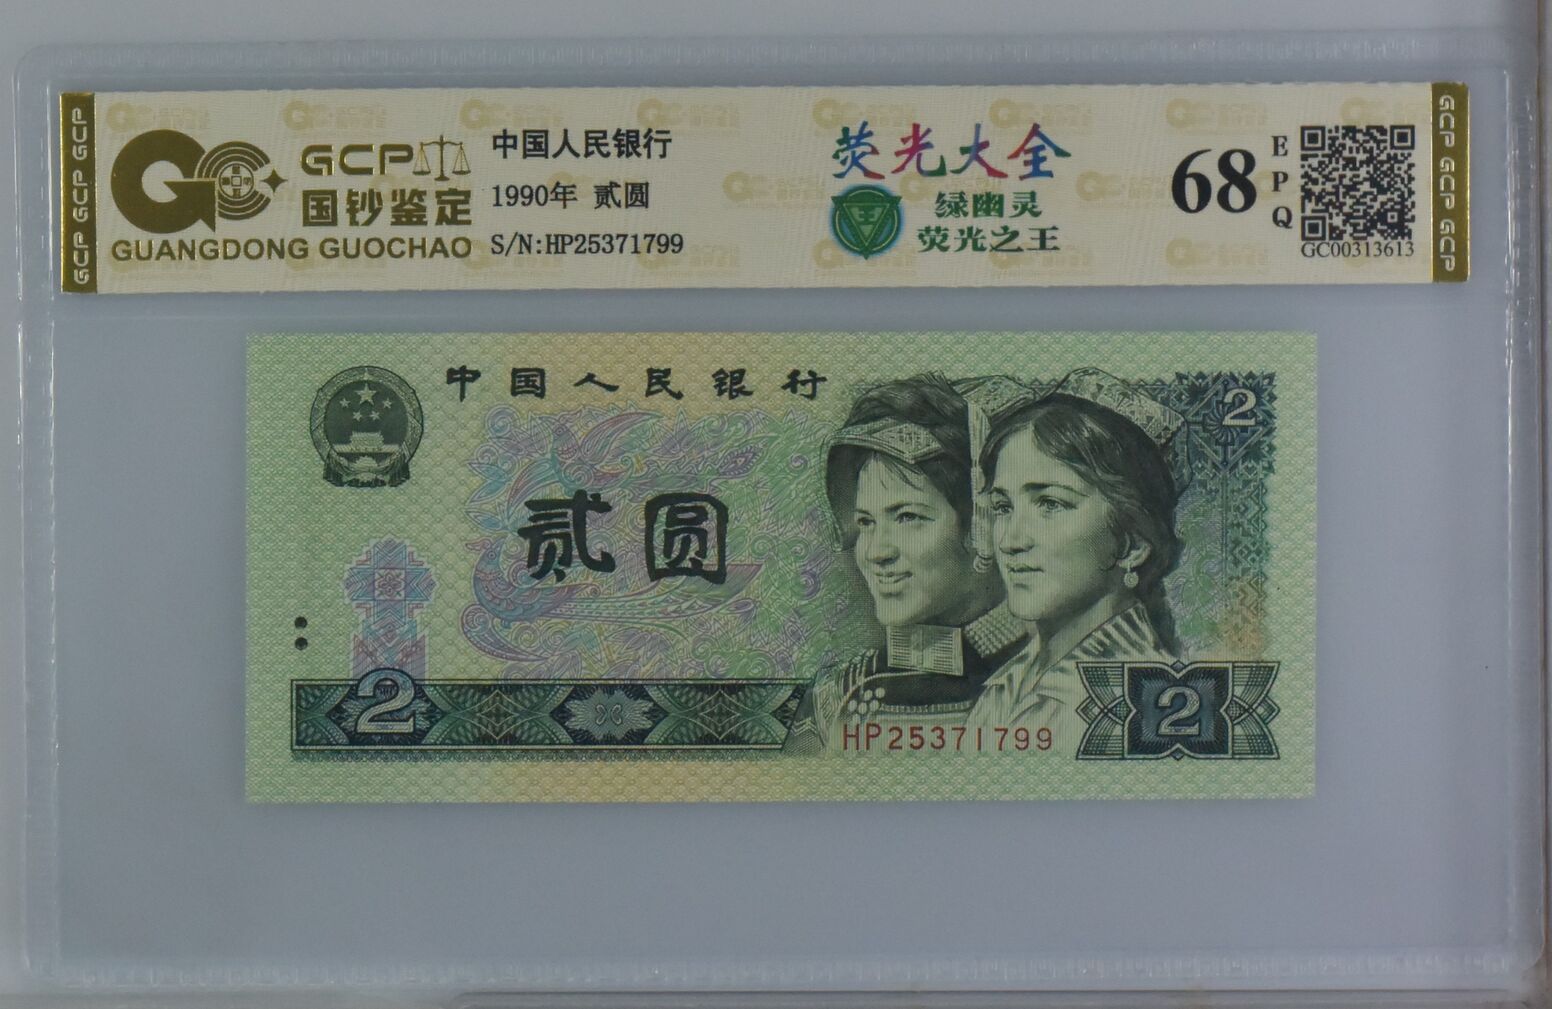 GCP
国钞鉴定
GUANGDONG GUOCHAO
中国人民银行
1990年 贰圆
S/N:HP25371799
荧光大全
王
绿幽灵
荧光之王
68
EPQ
GC00313613
GCP GCP GCP
GCP GCP GCP
中国人民银行
2
贰圆
2
HP25371799
2